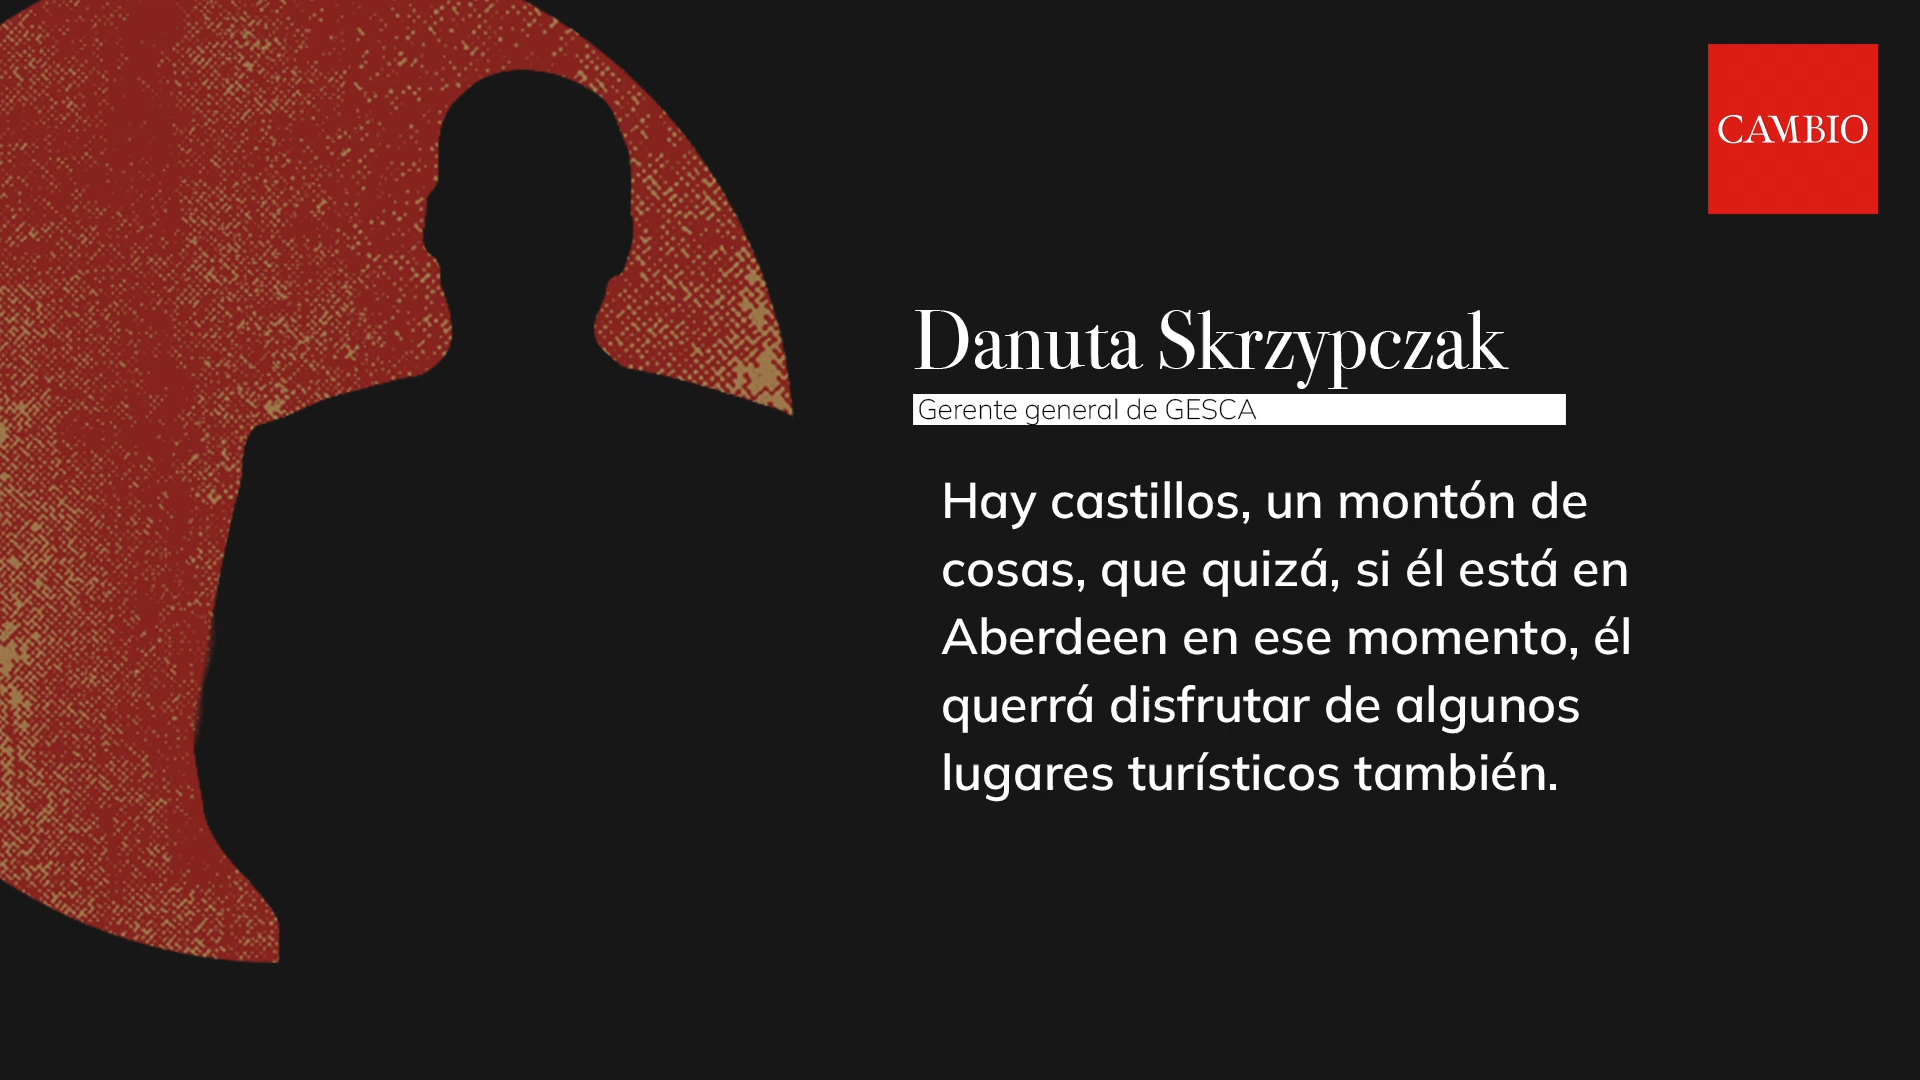 CAMBIO
Danuta Skrzypczak
Gerente general de GESCA
Hay castillos, un montón de
cosas, que quizá, si él está en
Aberdeen en ese momento, él
querrá disfrutar de algunos
lugares turísticos también.